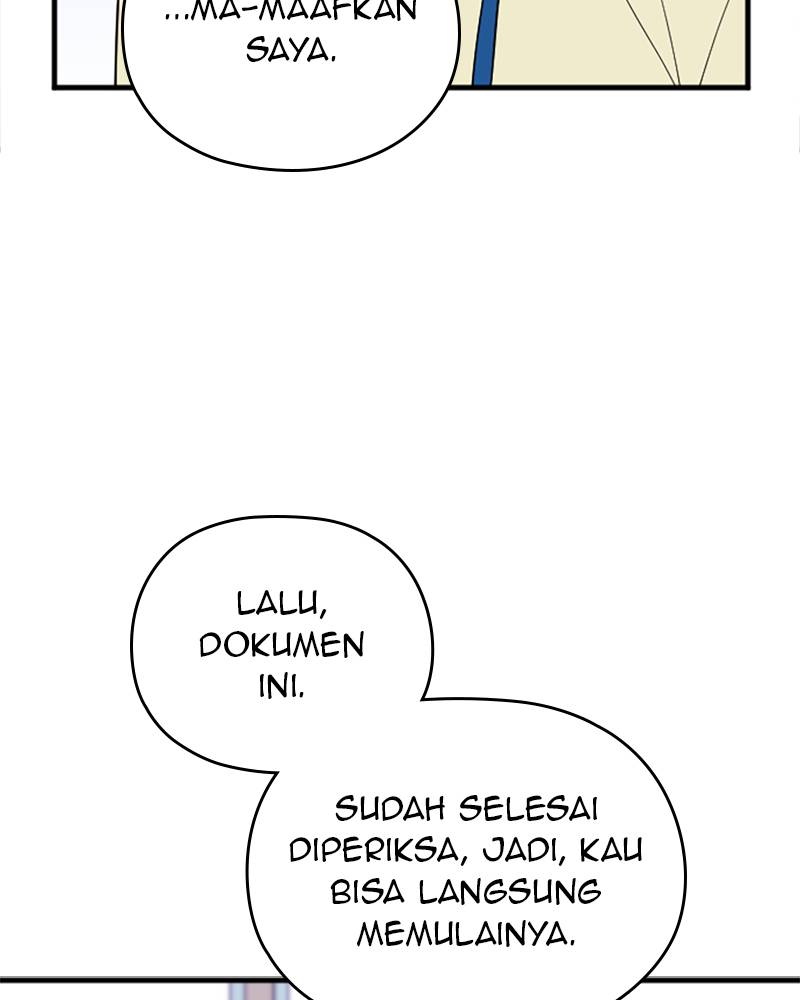 ...MA-MAAFKAN
SAYA.
LALU,
DOKUMEN
INI.
SUDAH SELESAI
DIPERIKSA, JADI, KAU
BISA LANGSUNG
MEMULAINYA.